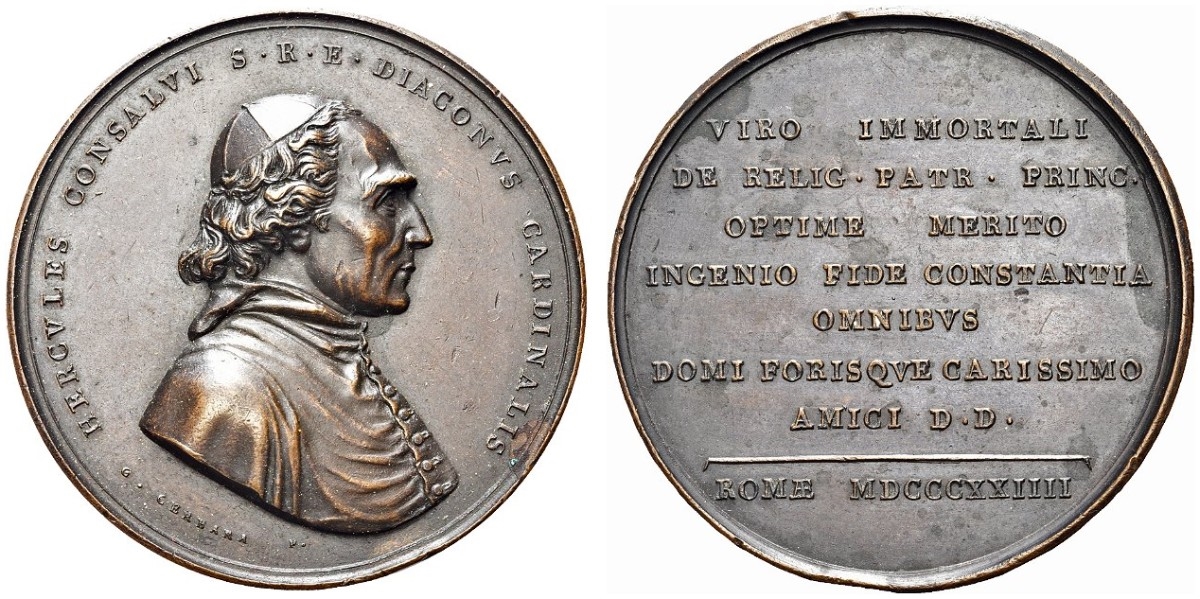 HERCVLES CONSALVI S·R·E·DIACONVS CARDINALIS
G·CERBARA F.
VIRO IMMORTALI
DE RELIG·PATR·PRINC·
OPTIME MERITO
INGENIO FIDE CONSTANTIA
OMNIBVS
DOMI FORISQVE CARISSIMO
AMICI D·D·
ROMÆ MDCCCXXIIII